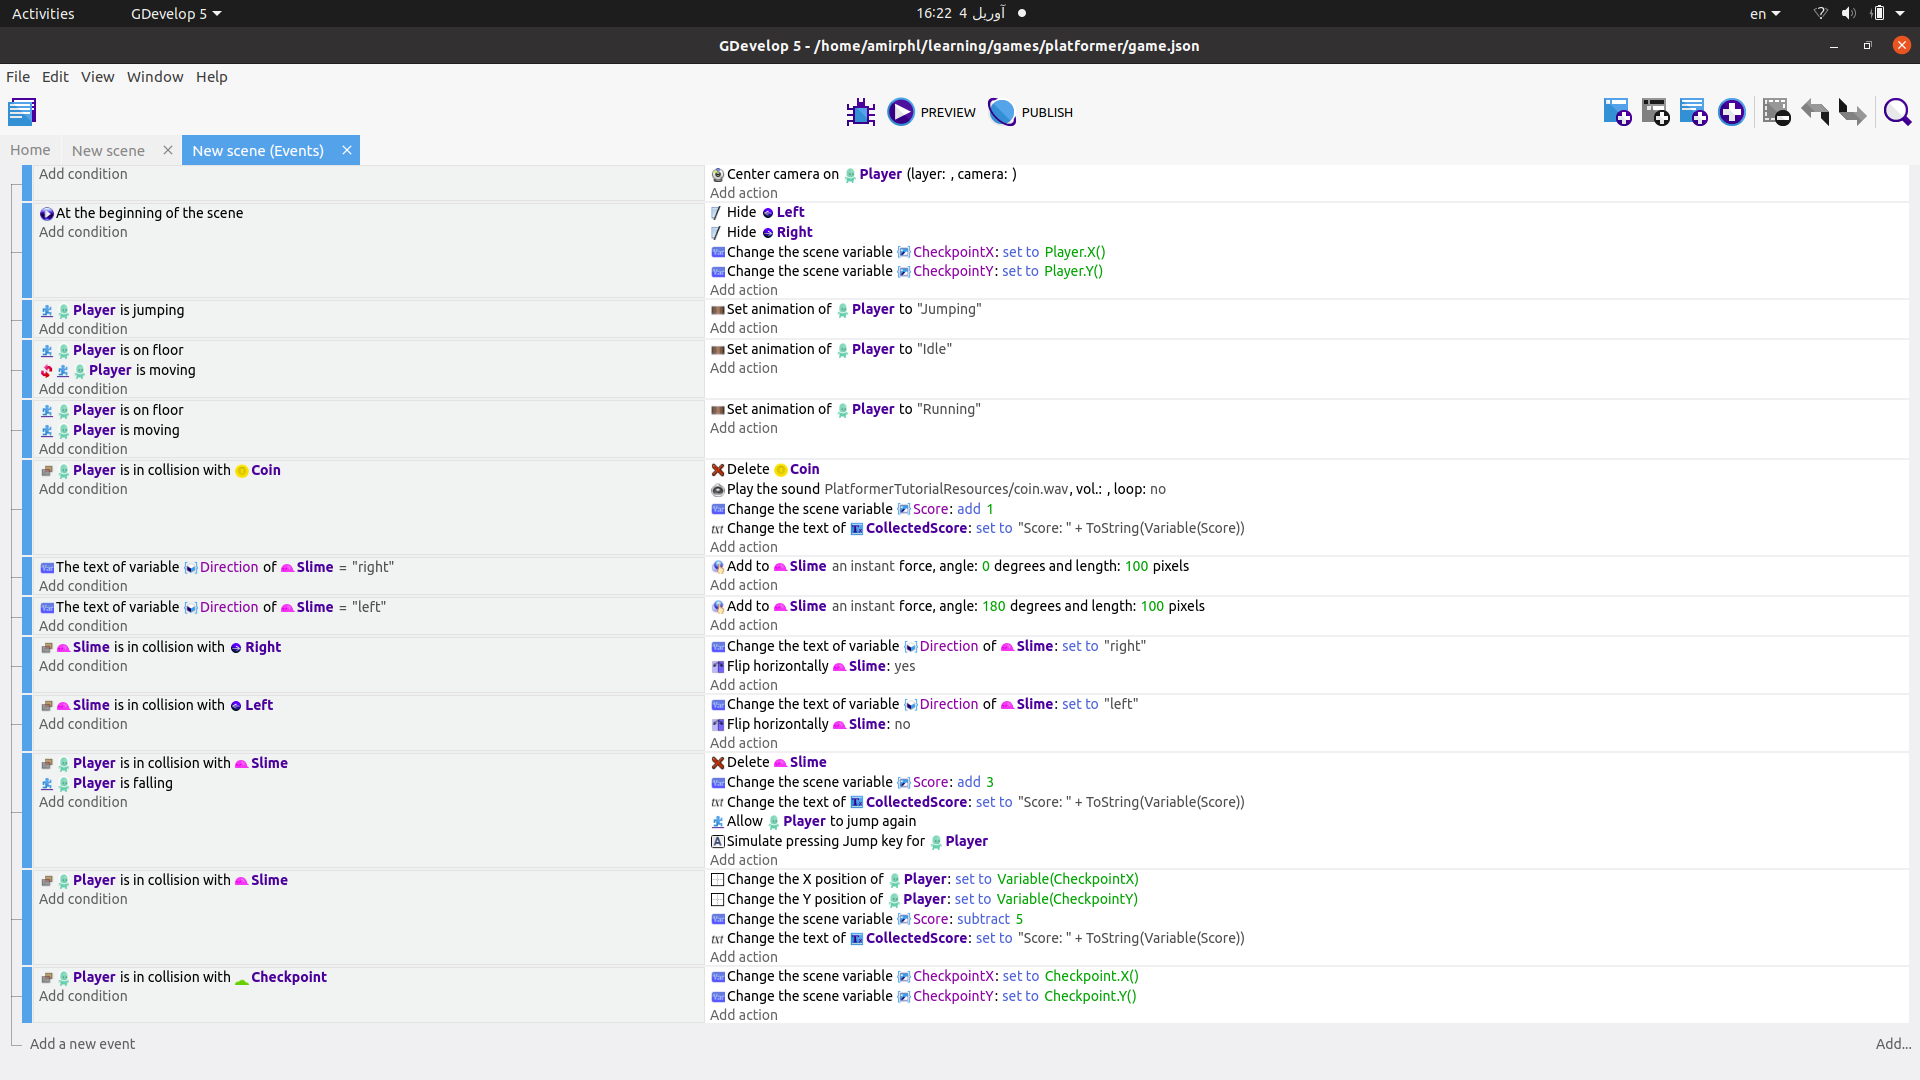 Activities
GDevelop 5
16:22 4 آوریل
en
GDevelop 5 - /home/amirphl/learning/games/platformer/game.json
File Edit View Window Help
PREVIEW
PUBLISH
Home
New scene
New scene (Events)
Add condition
Center camera on Player (layer: , camera: )
Add action
At the beginning of the scene
Add condition
Hide Left
Hide Right
Change the scene variable CheckpointX: set to Player.X()
Change the scene variable CheckpointY: set to Player.Y()
Add action
Player is jumping
Add condition
Set animation of Player to "Jumping"
Add action
Player is on floor
Player is moving
Add condition
Set animation of Player to "Idle"
Add action
Player is on floor
Player is moving
Add condition
Set animation of Player to "Running"
Add action
Player is in collision with Coin
Add condition
Delete Coin
Play the sound PlatformerTutorialResources/coin.wav, vol.: , loop: no
Change the scene variable Score: add 1
Change the text of CollectedScore: set to "Score: " + ToString(Variable(Score))
Add action
The text of variable Direction of Slime = "right"
Add condition
Add to Slime an instant force, angle: 0 degrees and length: 100 pixels
Add action
The text of variable Direction of Slime = "left"
Add condition
Add to Slime an instant force, angle: 180 degrees and length: 100 pixels
Add action
Slime is in collision with Right
Add condition
Change the text of variable Direction of Slime: set to "right"
Flip horizontally Slime: yes
Add action
Slime is in collision with Left
Add condition
Change the text of variable Direction of Slime: set to "left"
Flip horizontally Slime: no
Add action
Player is in collision with Slime
Player is falling
Add condition
Delete Slime
Change the scene variable Score: add 3
Change the text of CollectedScore: set to "Score: " + ToString(Variable(Score))
Allow Player to jump again
Simulate pressing Jump key for Player
Add action
Player is in collision with Slime
Add condition
Change the X position of Player: set to Variable(CheckpointX)
Change the Y position of Player: set to Variable(CheckpointY)
Change the scene variable Score: subtract 5
Change the text of CollectedScore: set to "Score: " + ToString(Variable(Score))
Add action
Player is in collision with Checkpoint
Add condition
Change the scene variable CheckpointX: set to Checkpoint.X()
Change the scene variable CheckpointY: set to Checkpoint.Y()
Add action
Add a new event
Add...